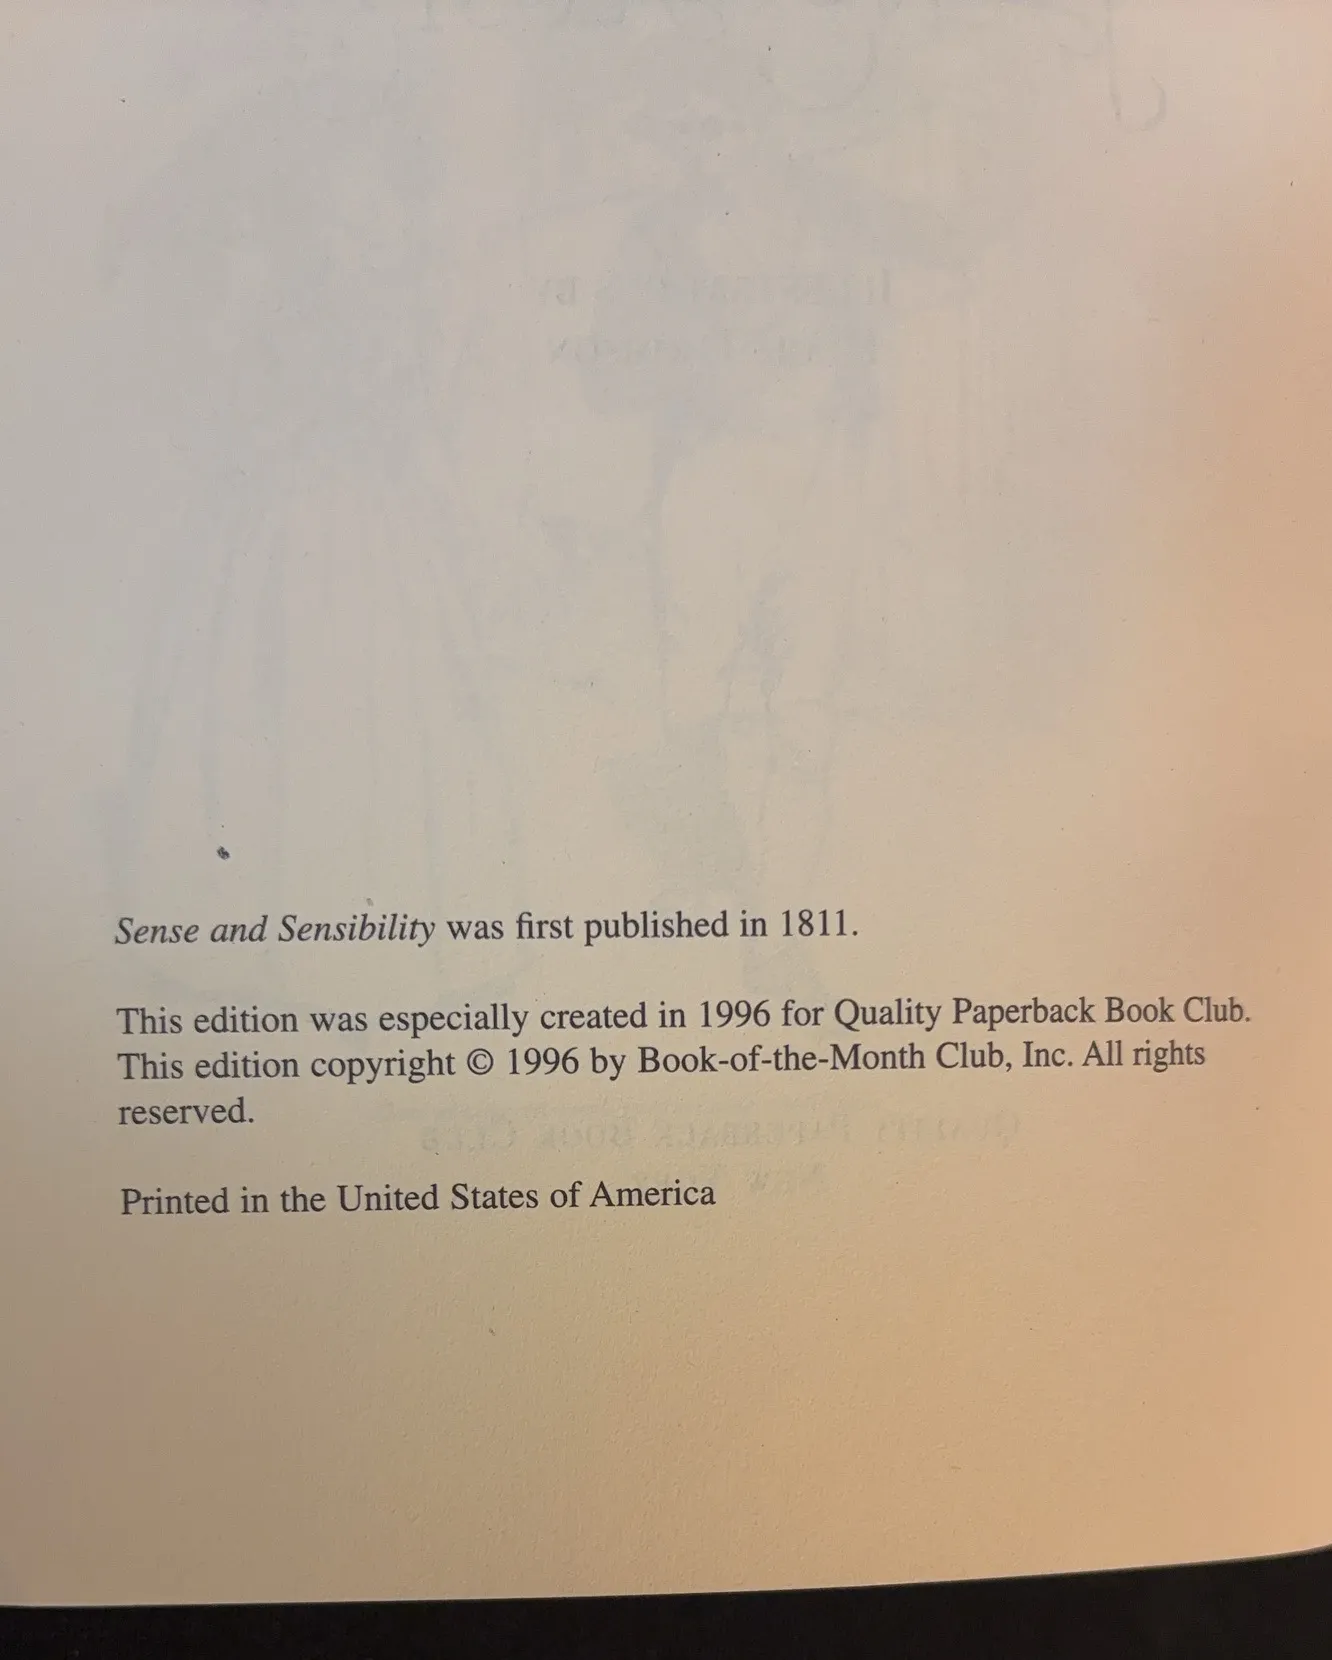 Sense and Sensibility was first published in 1811.
This edition was especially created in 1996 for Quality Paperback Book Club.
This edition copyright © 1996 by Book-of-the-Month Club, Inc. All rights
reserved.
Printed in the United States of America